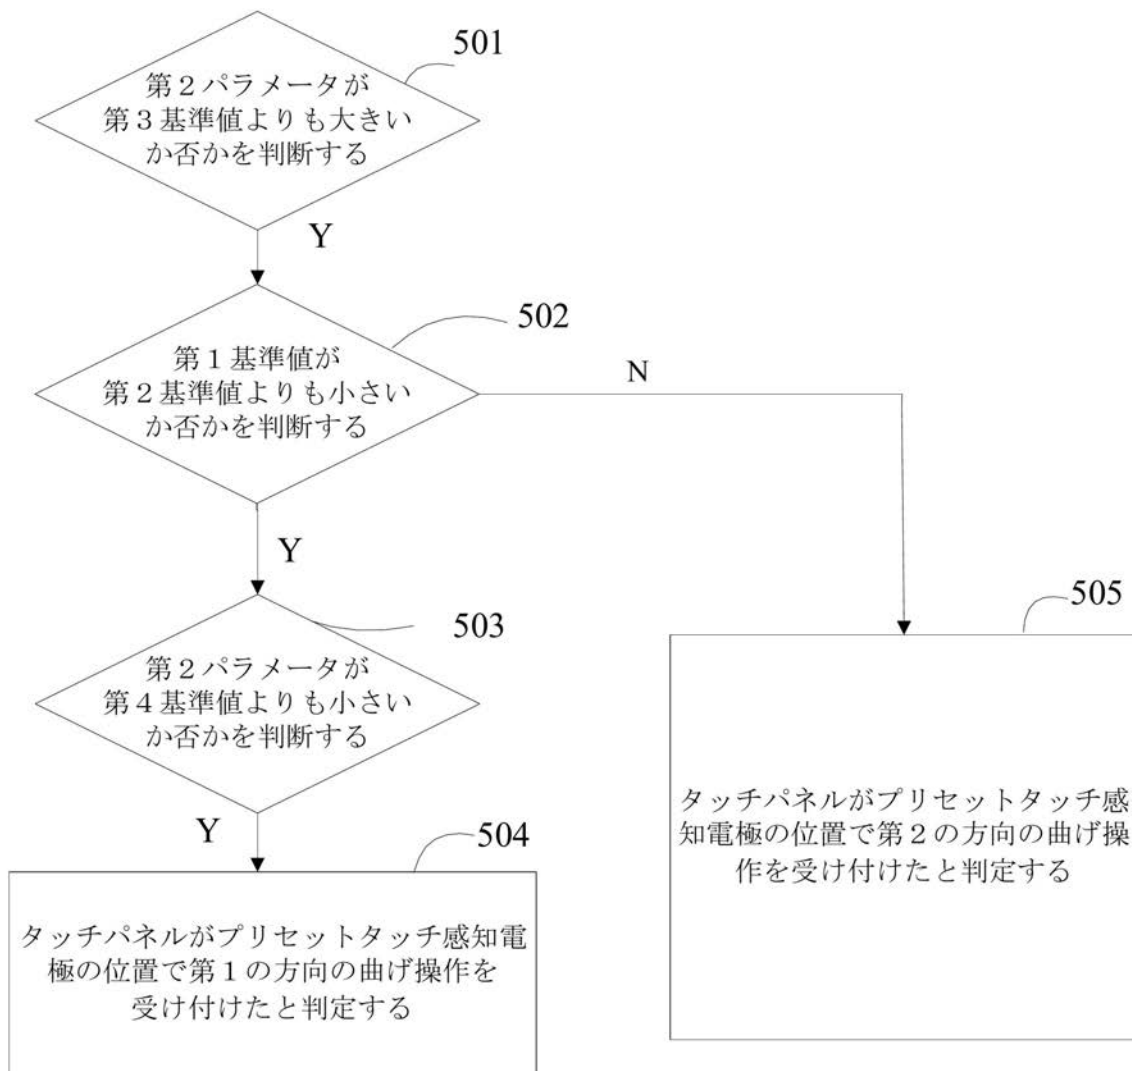 501
第２パラメータが
第３基準値よりも大きい
か否かを判断する
Y
502
第１基準値が
第２基準値よりも小さい
か否かを判断する
N
Y
503
第２パラメータが
第４基準値よりも小さい
か否かを判断する
Y
504
タッチパネルがプリセットタッチ感知電
極の位置で第１の方向の曲げ操作を
受け付けたと判定する
505
タッチパネルがプリセットタッチ感
知電極の位置で第２の方向の曲げ操
作を受け付けたと判定する